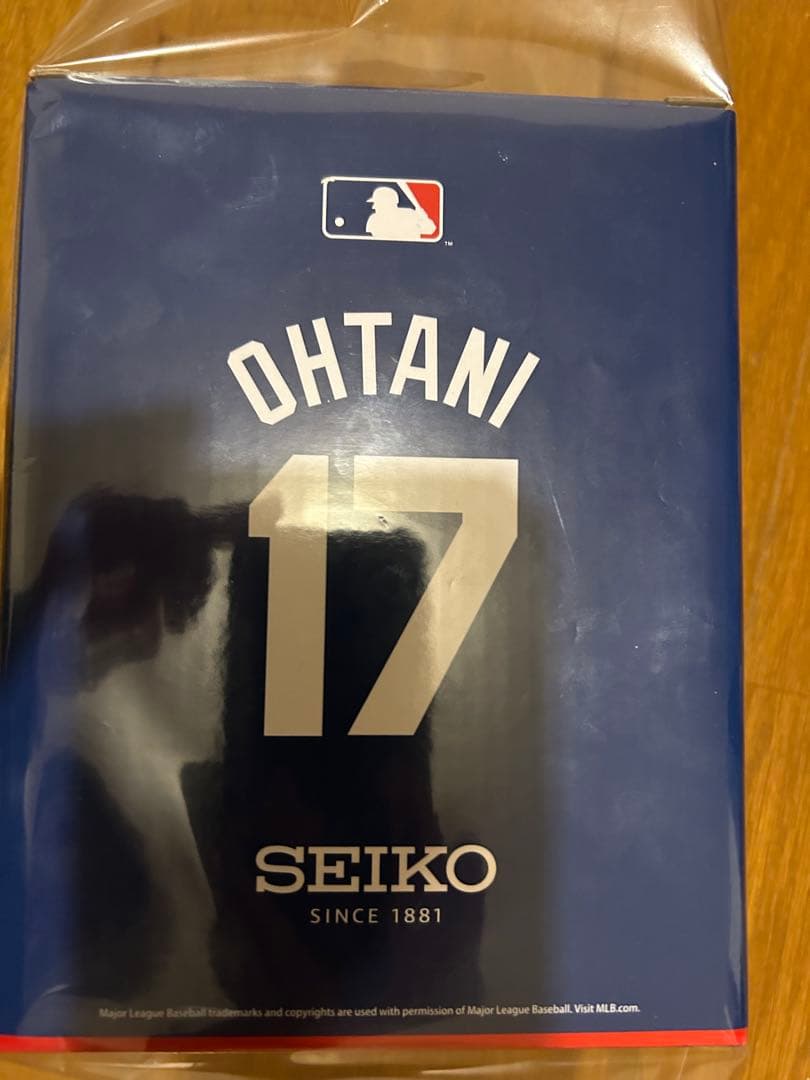 TM
OHTANI
17
SEIKO
SINCE 1881
Major League Baseball trademarks and copyrights are used with permission of Major League Baseball. Visit MLB.com.